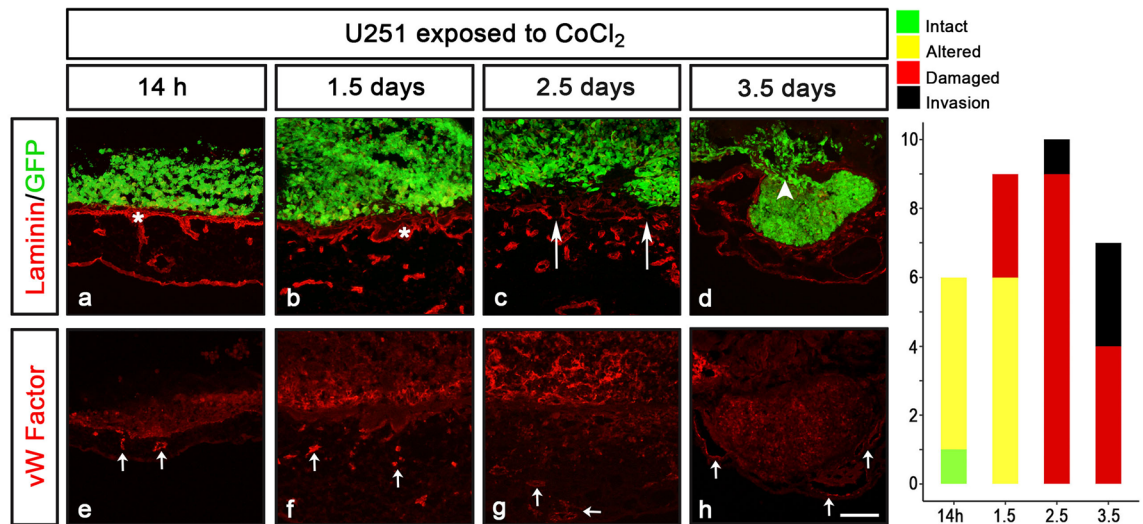 U251 exposed to CoCl₂
14 h
1.5 days
2.5 days
3.5 days
Laminin/GFP
a
b
c
d
vW Factor
e
f
g
h
Intact
Altered
Damaged
Invasion
10
8
6
4
2
0
14h
1.5
2.5
3.5